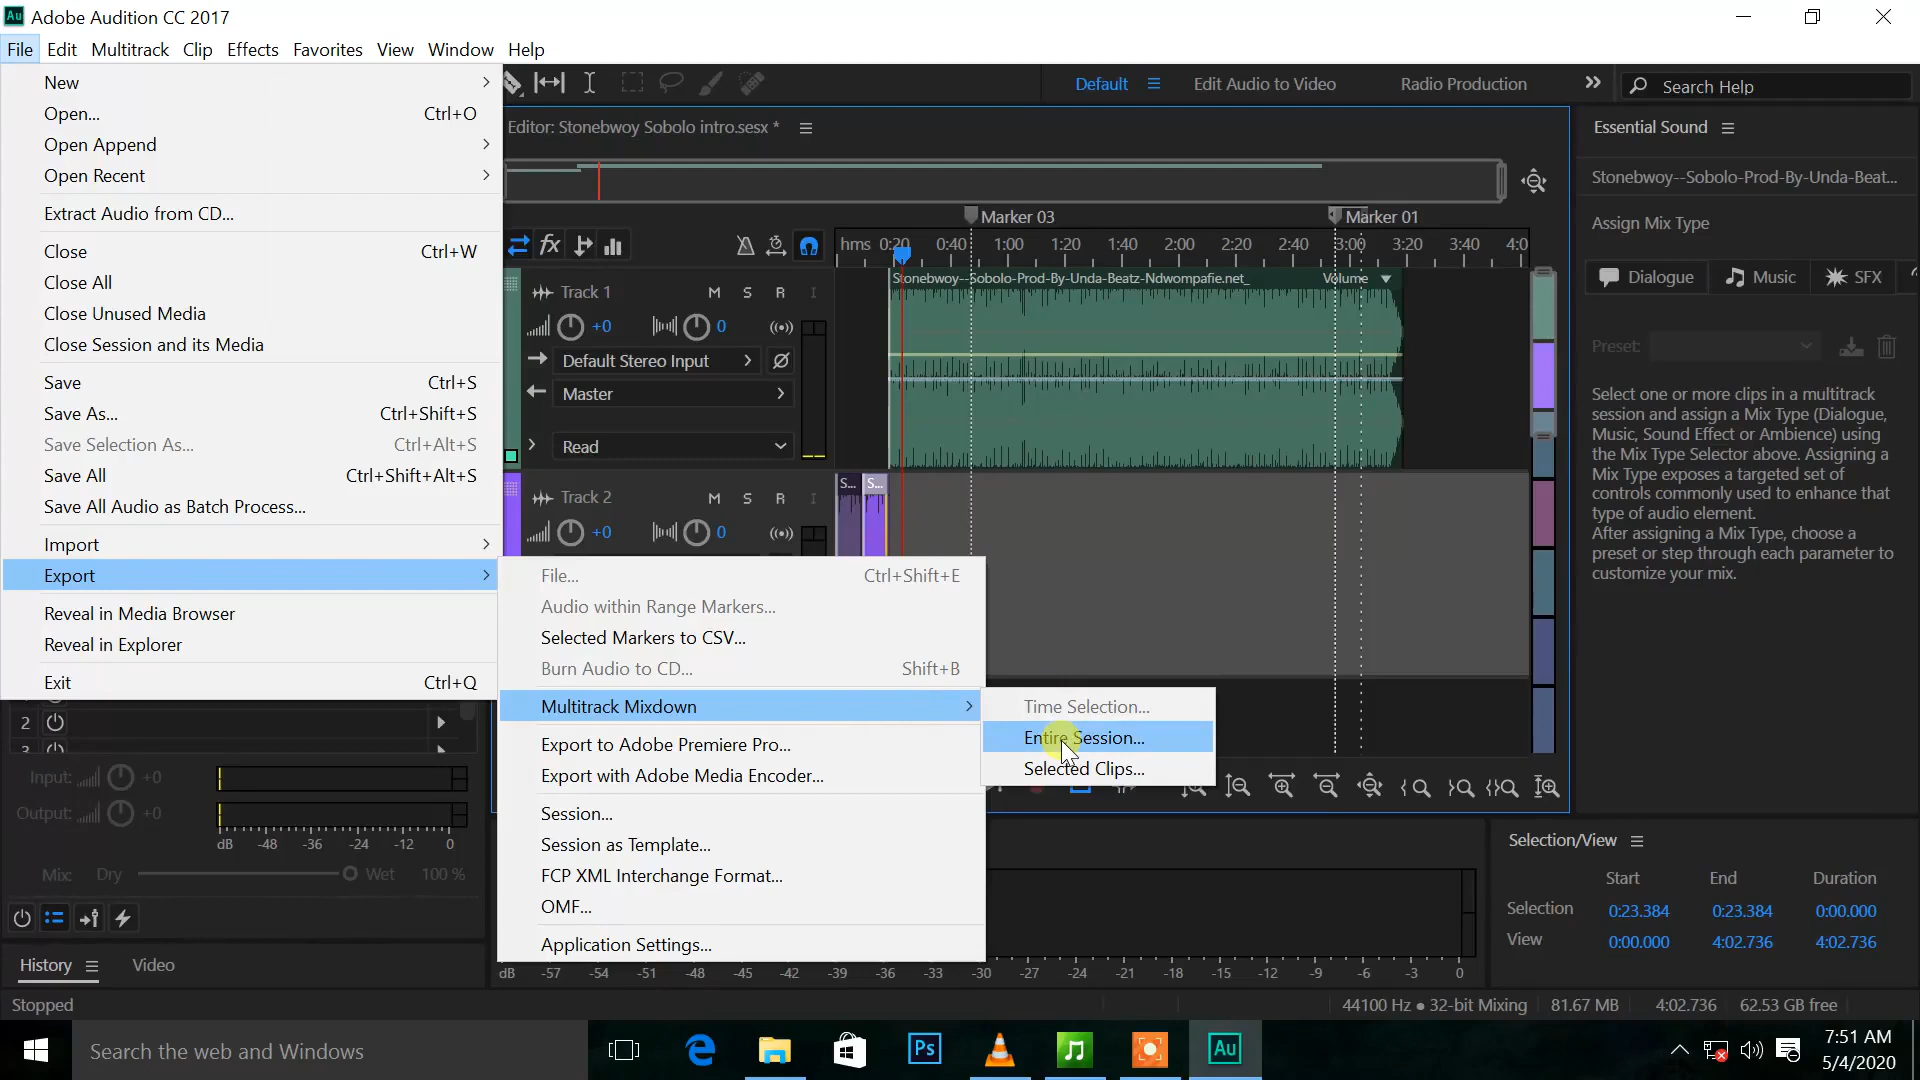 Au Adobe Audition CC 2017
File Edit Multitrack Clip Effects Favorites View Window Help
New
Open... Ctrl+O
Open Append
Open Recent
Extract Audio from CD...
Close Ctrl+W
Close All
Close Unused Media
Close Session and its Media
Save Ctrl+S
Save As... Ctrl+Shift+S
Save Selection As... Ctrl+Alt+S
Save All Ctrl+Shift+Alt+S
Save All Audio as Batch Process...
Import
Export
Reveal in Media Browser
Reveal in Explorer
Exit Ctrl+Q
File... Ctrl+Shift+E
Audio within Range Markers...
Selected Markers to CSV...
Burn Audio to CD... Shift+B
Multitrack Mixdown
Export to Adobe Premiere Pro...
Export with Adobe Media Encoder...
Session...
Session as Template...
FCP XML Interchange Format...
OMF...
Application Settings...
Time Selection...
Entire Session...
Selected Clips...
Default Edit Audio to Video Radio Production Search Help
Editor: Stonebwoy Sobolo intro.sesx *
Marker 03 Marker 01
fx hms 0:20 0:40 1:00 1:20 1:40 2:00 2:20 2:40 3:00 3:20 3:40 4:0
Stonebwoy--Sobolo-Prod-By-Unda-Beatz-Ndwompafie.net_ Volume
Track 1 M S R I
+0 0
Default Stereo Input
Master
Read
Track 2 M S R I
S... S...
+0 0
Essential Sound
Stonebwoy--Sobolo-Prod-By-Unda-Beat...
Assign Mix Type
Dialogue Music SFX
Preset:
Select one or more clips in a multitrack
session and assign a Mix Type (Dialogue,
Music, Sound Effect or Ambience) using
the Mix Type Selector above. Assigning a
Mix Type exposes a targeted set of
controls commonly used to enhance that
type of audio element.
After assigning a Mix Type, choose a
preset or step through each parameter to
customize your mix.
2
3
Input: +0
Output: +0
dB -48 -36 -24 -12 0
Mix: Dry Wet 100 %
History Video
Stopped
dB -57 -54 -51 -48 -45 -42 -39 -36 -33 -30 -27 -24 -21 -18 -15 -12 -9 -6 -3 0
Selection/View
Start End Duration
Selection 0:23.384 0:23.384 0:00.000
View 0:00.000 4:02.736 4:02.736
44100 Hz ● 32-bit Mixing 81.67 MB 4:02.736 62.53 GB free
Search the web and Windows
Ps Au
7:51 AM
5/4/2020